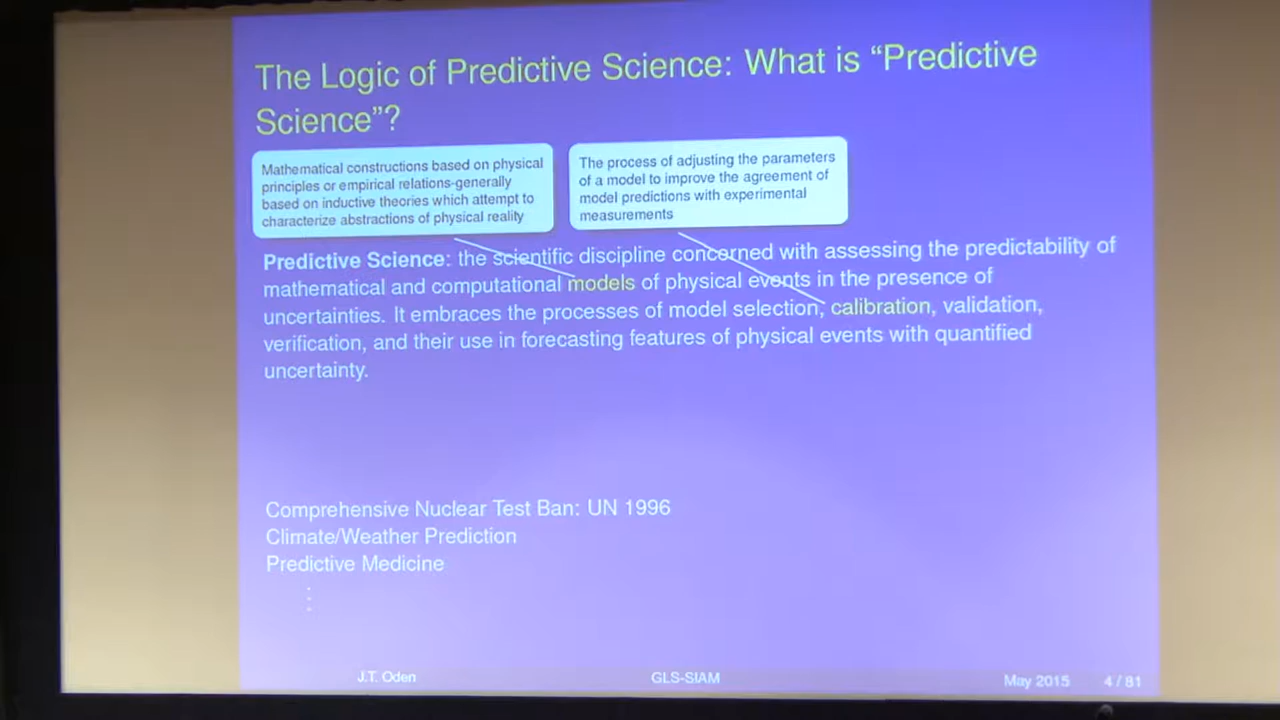 The Logic of Predictive Science: What is “Predictive
Science”?
Mathematical constructions based on physical
principles or empirical relations-generally
based on inductive theories which attempt to
characterize abstractions of physical reality
The process of adjusting the parameters
of a model to improve the agreement of
model predictions with experimental
measurements
Predictive Science: the scientific discipline concerned with assessing the predictability of
mathematical and computational models of physical events in the presence of
uncertainties. It embraces the processes of model selection, calibration, validation,
verification, and their use in forecasting features of physical events with quantified
uncertainty.
Comprehensive Nuclear Test Ban: UN 1996
Climate/Weather Prediction
Predictive Medicine
⋮
J.T. Oden GLS-SIAM May 2015 4 / 81